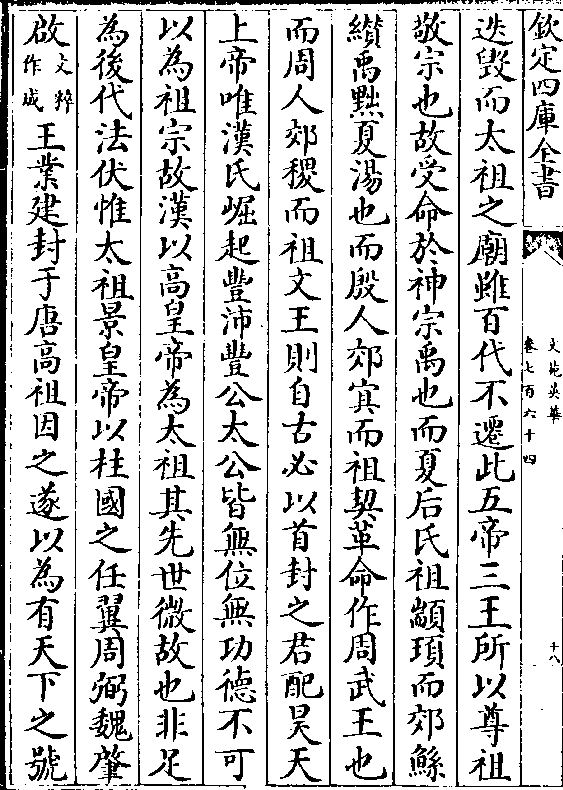 欽定四庫全書
文苑英華
卷七百六十四
十八
迭毁而太祖之廟雖百代不遷此五帝三王所以尊祖
敬宗也故受命於神宗禹也而夏后氏祖顓頊而郊鯀
纘禹黜夏湯也而殷人郊㝠而祖契革命作周武王也
而周人郊稷而祖文王則自古必以首封之君配昊天
上帝唯漢氏崛起豐沛豐公太公皆無位無功德不可
以為祖宗故漢以髙皇帝為太祖其先世微故也非足
為後代法伏惟太祖景皇帝以柱國之任翼周弼魏肇
啟文粹作成王業建封于唐髙祖因之遂以為有天下之號